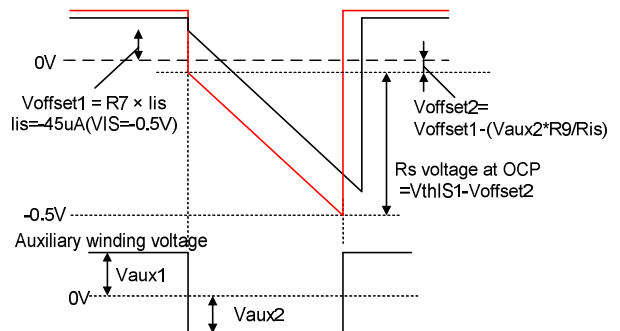 0V
Voffset1 = R7 × Iis
Iis=-45uA(VIS=-0.5V)
Voffset2=
Voffset1-(Vaux2*R9/Ris)
Rs voltage at OCP
=VthIS1-Voffset2
-0.5V
Auxiliary winding voltage
Vaux1
0V
Vaux2